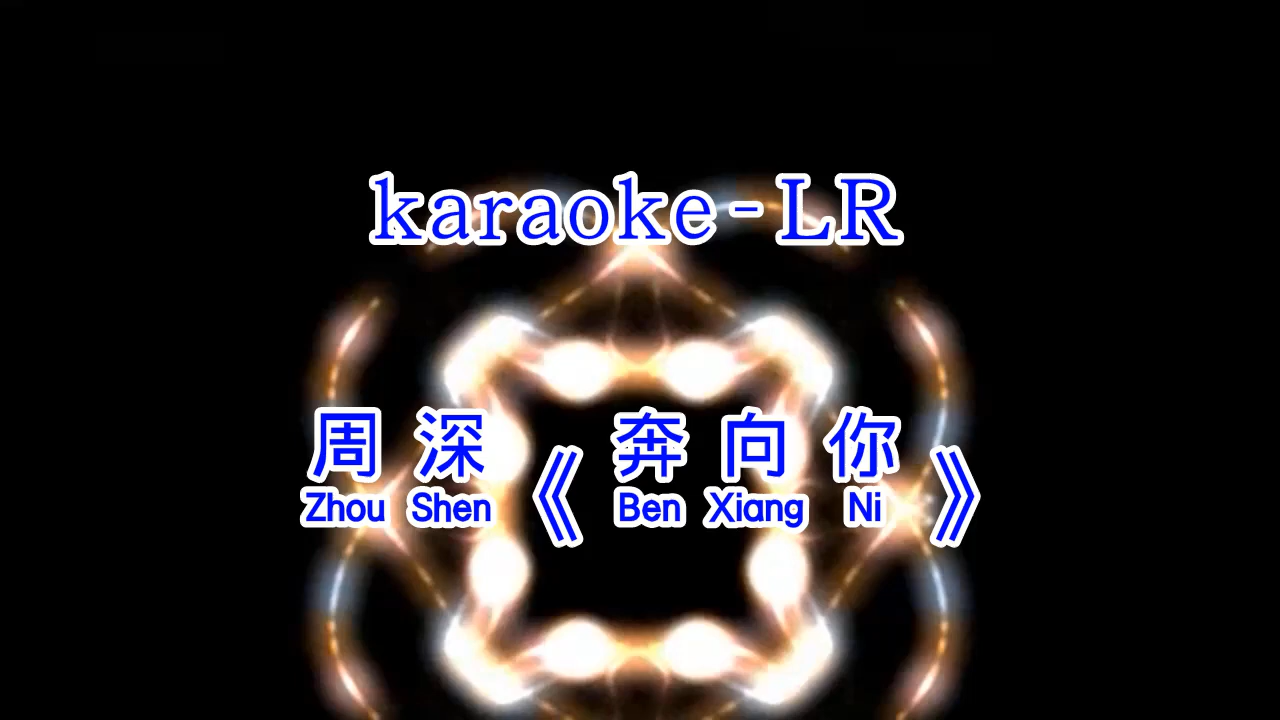 karaoke-LR
周 深 《 奔 向 你 》
Zhou Shen Ben Xiang Ni